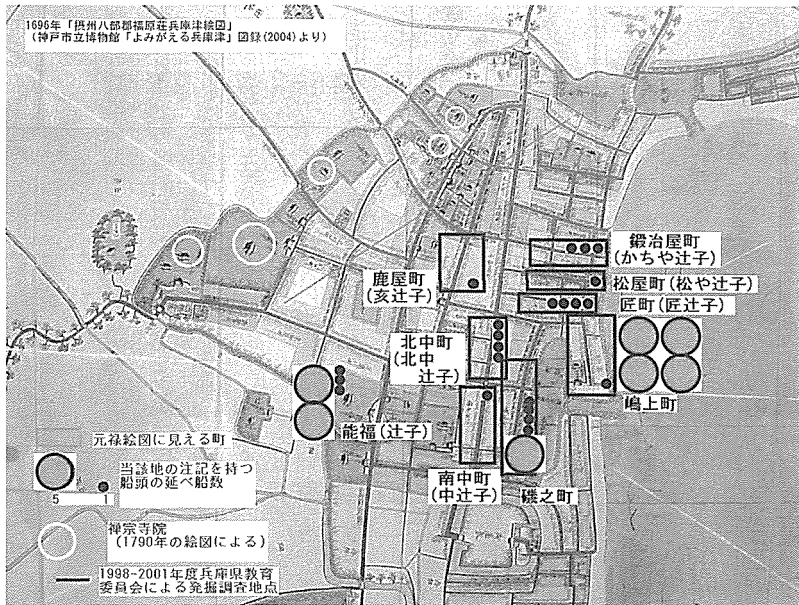 1696年「摂州八部郡福原荘兵庫津絵図」
(神戸市立博物館「よみがえる兵庫津」図録(2004)より)
鍛冶屋町
(かちや辻子)
鹿屋町
(亥辻子)
松屋町(松や辻子)
匠町(匠辻子)
北中町
(北中
辻子)
嶋上町
能福(辻子)
南中町
(中辻子)
磯之町
元禄絵図に見える町
当該地の注記を持つ
船頭の延べ船数
5 1
禅宗寺院
(1790年の絵図による)
1998-2001年度兵庫県教育
委員会による発掘調査地点